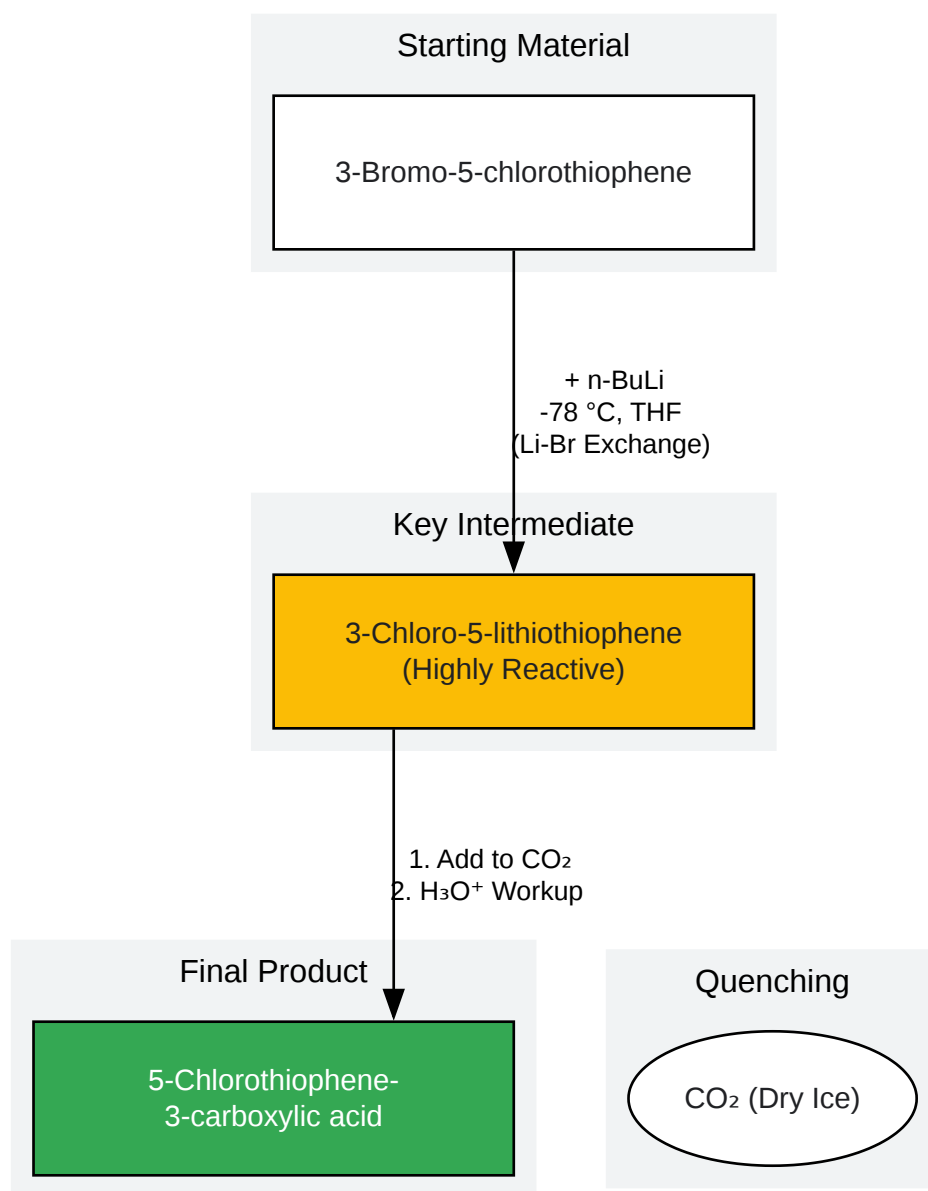 Starting Material
3-Bromo-5-chlorothiophene
+ n-BuLi
-78 °C, THF
(Li-Br Exchange)
Key Intermediate
3-Chloro-5-lithiothiophene
(Highly Reactive)
1. Add to CO₂
2. H₃O⁺ Workup
Final Product
5-Chlorothiophene-
3-carboxylic acid
Quenching
CO₂ (Dry Ice)